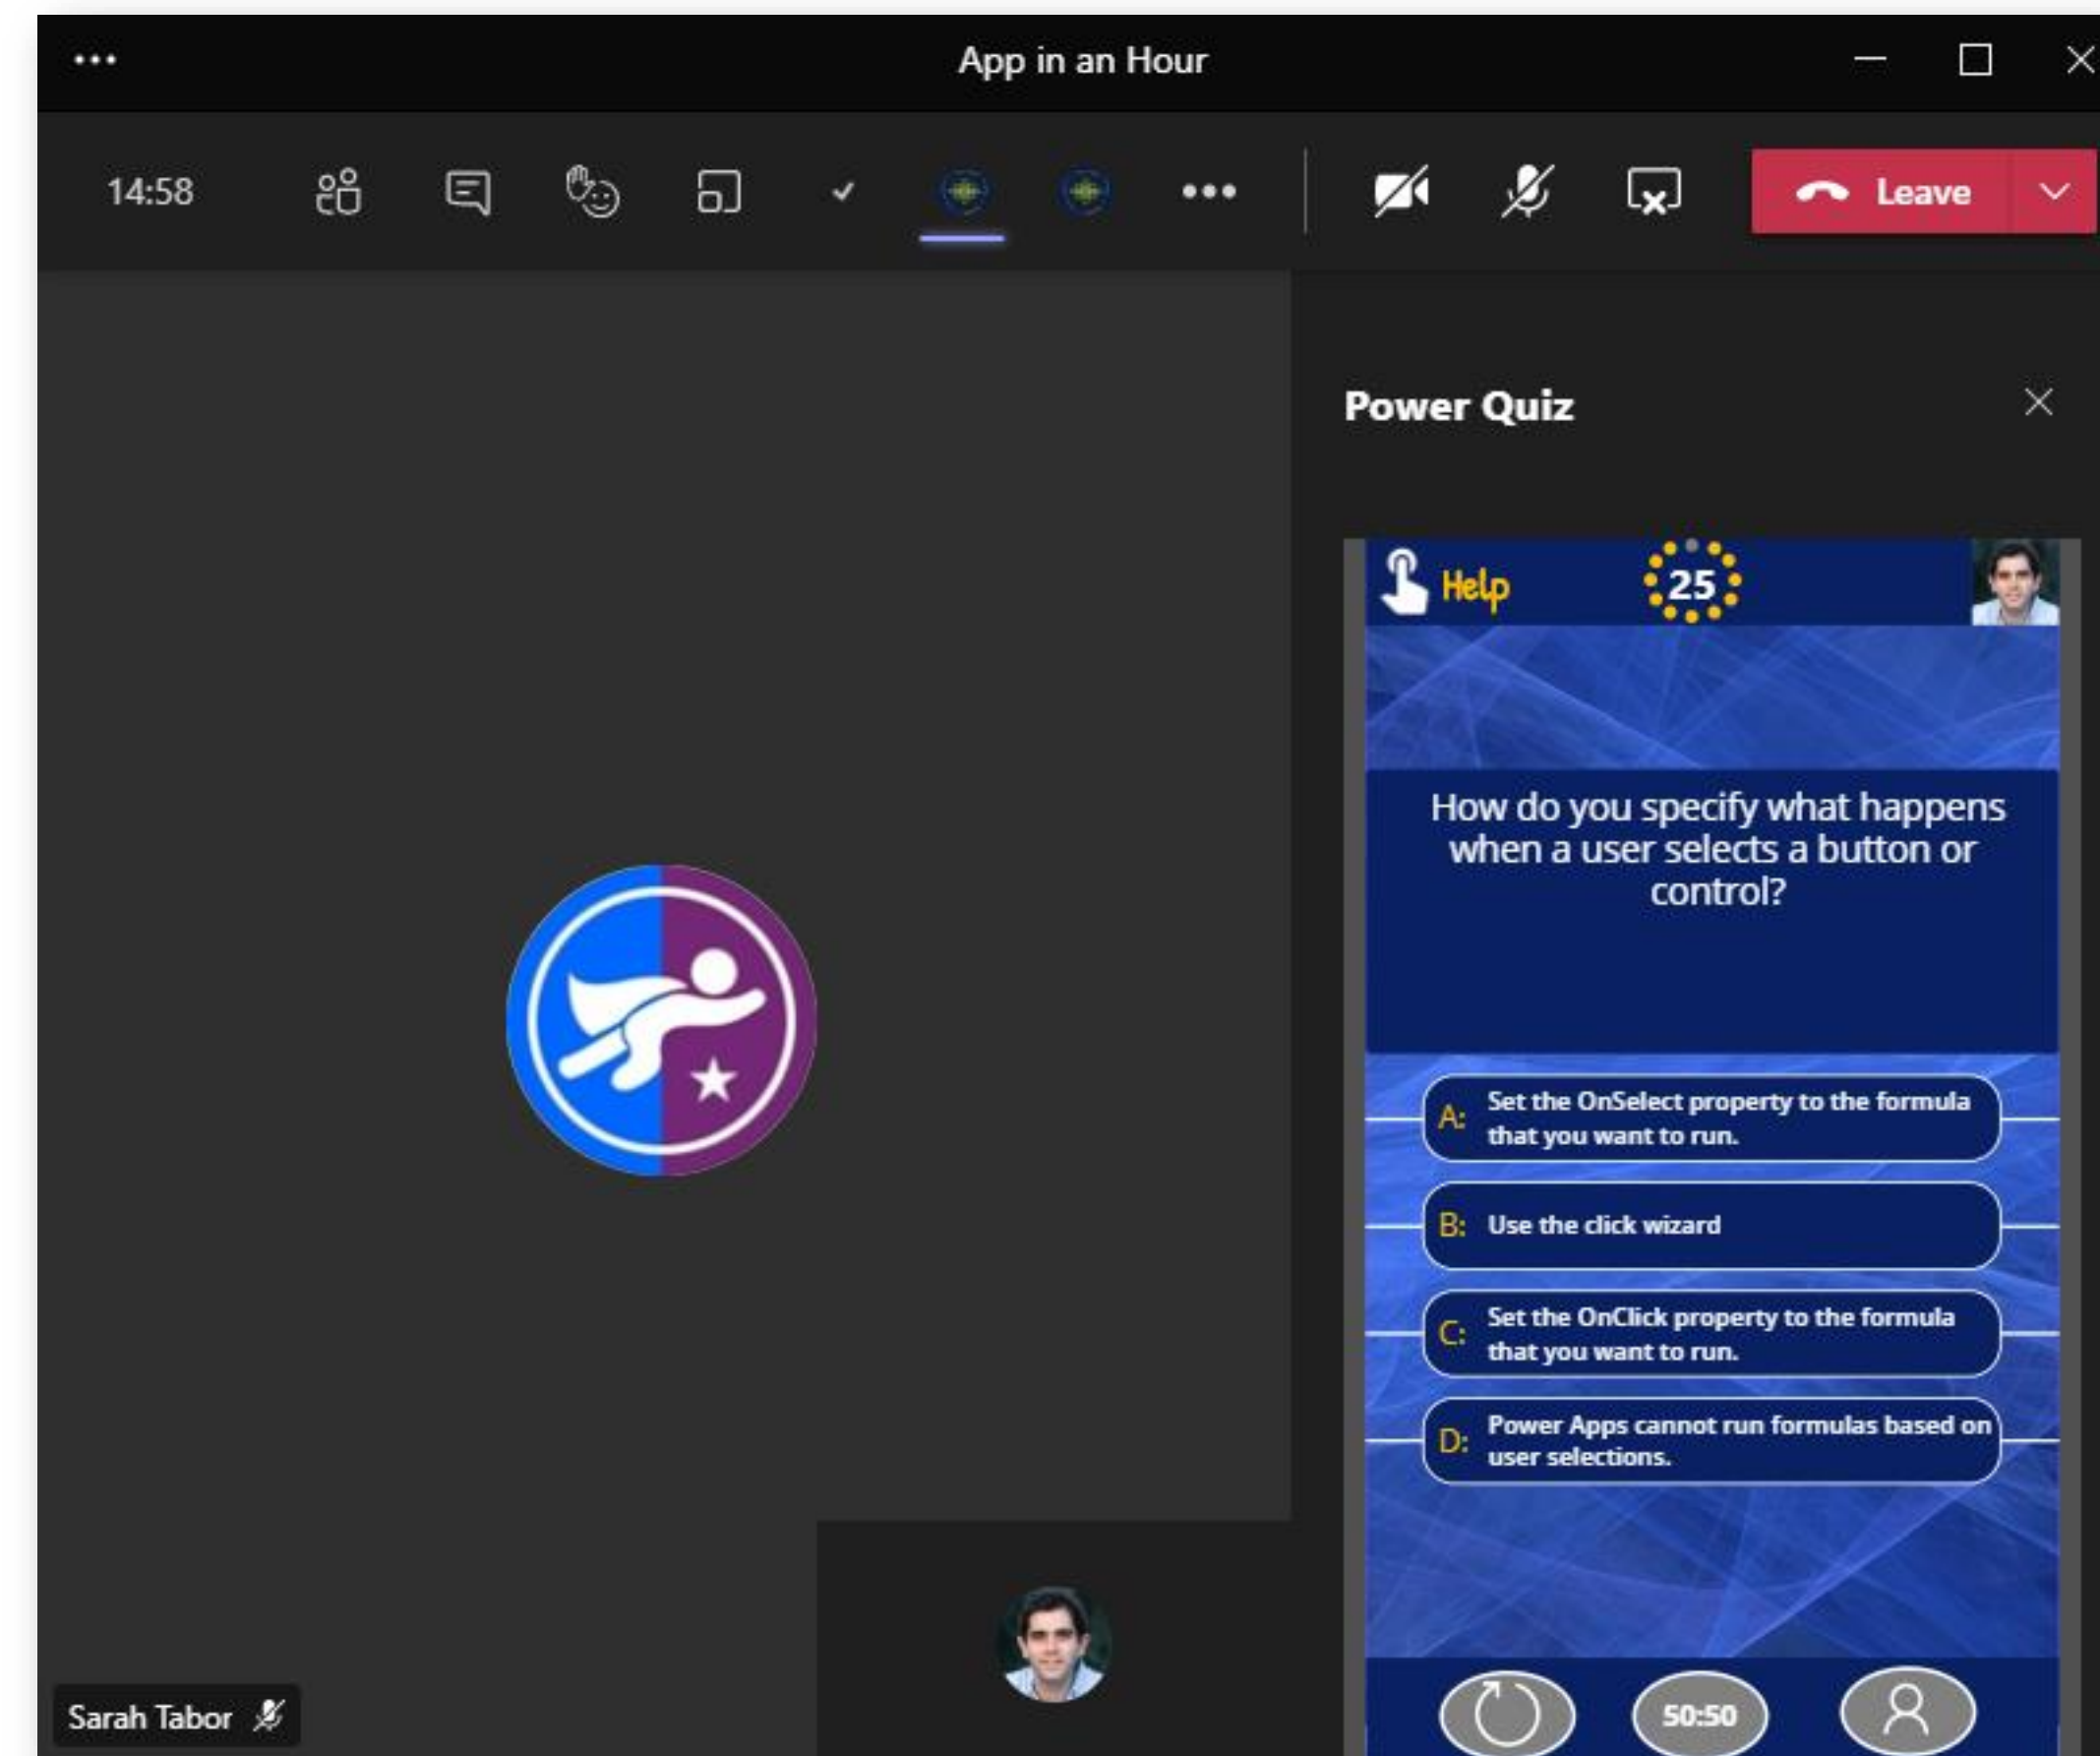 App in an Hour
14:58
Leave
Power Quiz
Help
25
How do you specify what happens
when a user selects a button or
control?
A: Set the OnSelect property to the formula
that you want to run.
B: Use the click wizard
C: Set the OnClick property to the formula
that you want to run.
D: Power Apps cannot run formulas based on
user selections.
50:50
Sarah Tabor